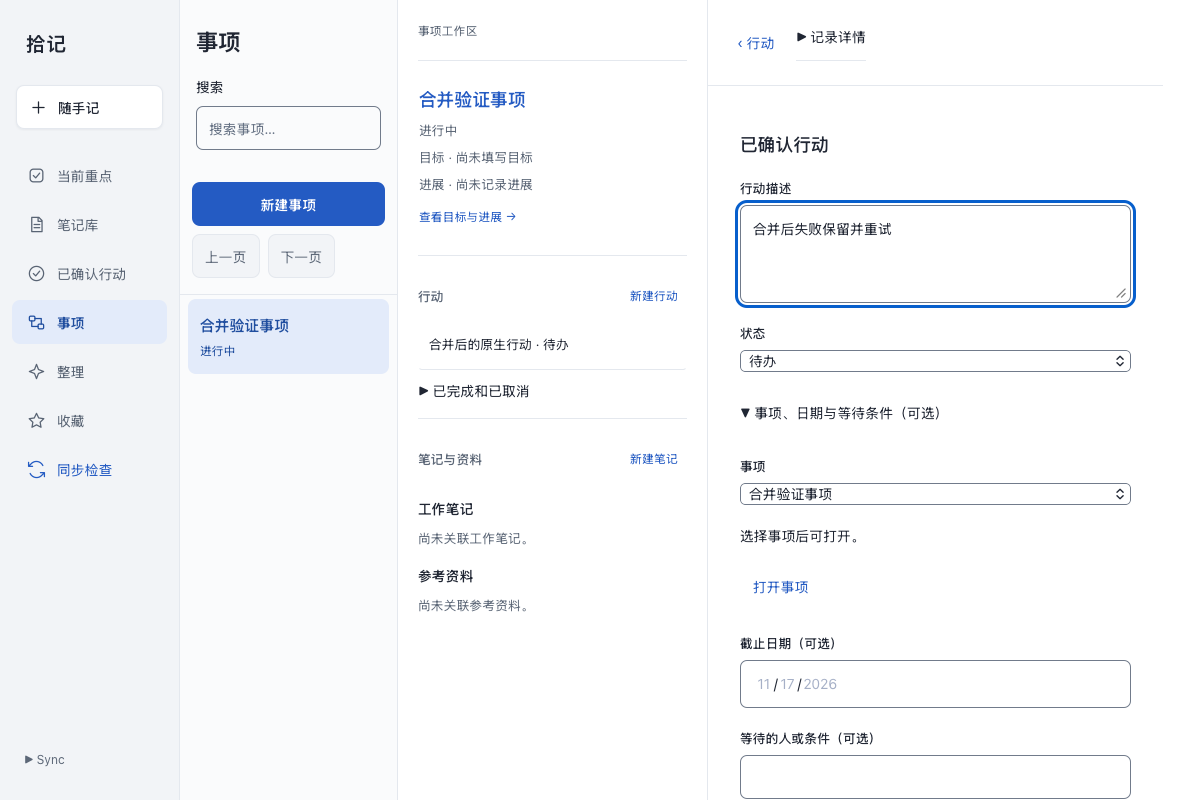 拾记
随手记
当前重点
笔记库
已确认行动
事项
整理
收藏
同步检查
Sync
事项
搜索
搜索事项...
新建事项
上一页
下一页
合并验证事项
进行中
事项工作区
合并验证事项
进行中
目标 · 尚未填写目标
进展 · 尚未记录进展
查看目标与进展 →
行动
新建行动
合并后的原生行动 · 待办
▶ 已完成和已取消
笔记与资料
新建笔记
工作笔记
尚未关联工作笔记。
参考资料
尚未关联参考资料。
‹ 行动
▶ 记录详情
已确认行动
行动描述
合并后失败保留并重试
状态
待办
▼ 事项、日期与等待条件（可选）
事项
合并验证事项
选择事项后可打开。
打开事项
截止日期（可选）
11/17/2026
等待的人或条件（可选）